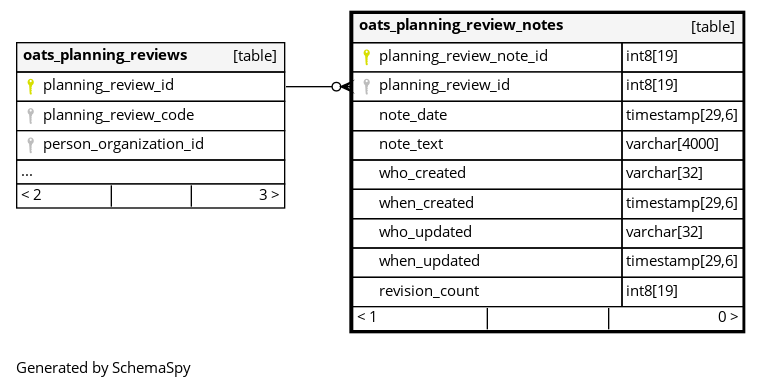 oats_planning_reviews [table]
planning_review_id
planning_review_code
person_organization_id
...
< 2 3 >
oats_planning_review_notes [table]
planning_review_note_id int8[19]
planning_review_id int8[19]
note_date timestamp[29,6]
note_text varchar[4000]
who_created varchar[32]
when_created timestamp[29,6]
who_updated varchar[32]
when_updated timestamp[29,6]
revision_count int8[19]
< 1 0 >
Generated by SchemaSpy